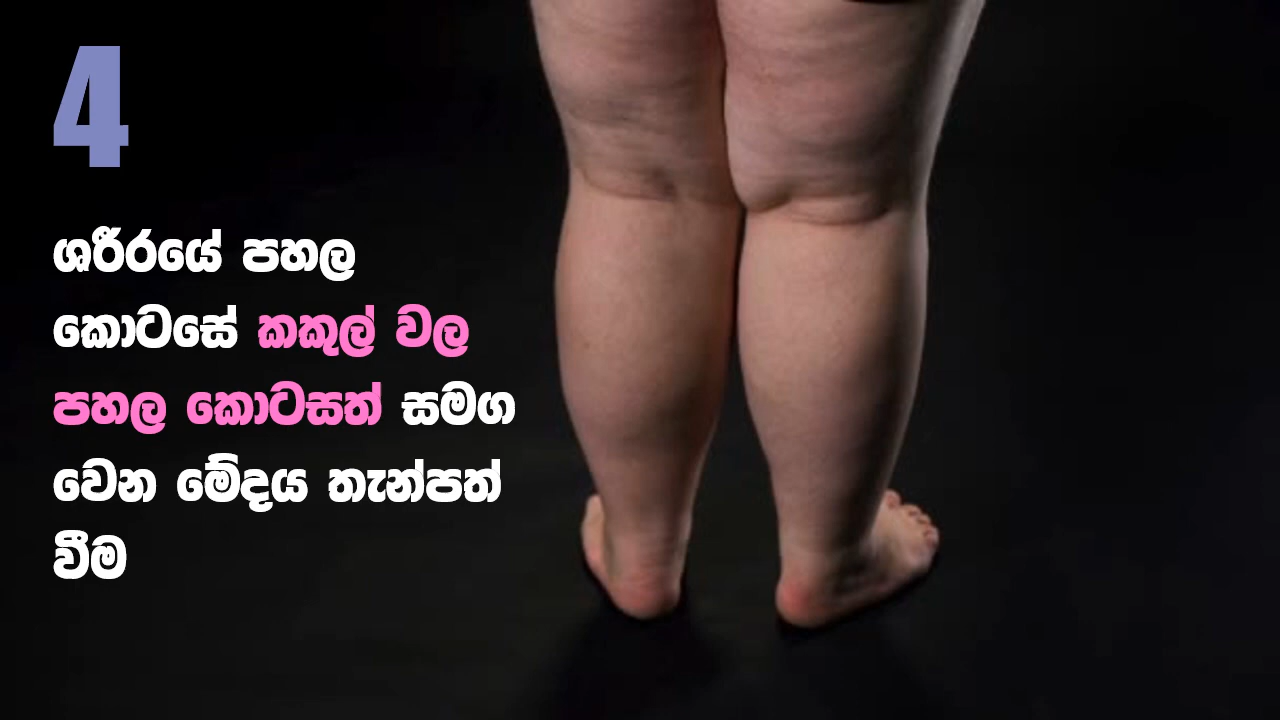 4
ශරීරයේ පහල
කොටසේ කකුල් වල
පහල කොටසත් සමග
වෙන මේදය තැන්පත්
වීම